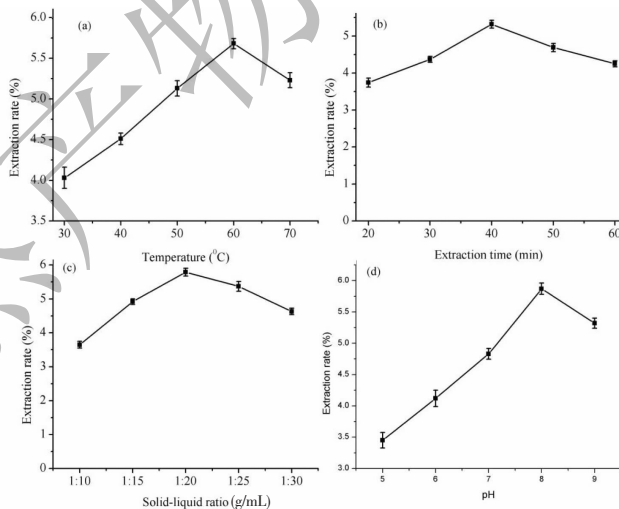 (a)
6.0
5.5
5.0
4.5
4.0
3.5
Extraction rate (%)
30 40 50 60 70
Temperature (°C)
(b)
5
4
3
2
1
0
Extraction rate (%)
20 30 40 50 60
Extraction time (min)
(c)
6
5
4
3
2
1
0
Extraction rate (%)
1:10 1:15 1:20 1:25 1:30
Solid-liquid ratio (g/mL)
(d)
6.0
5.5
5.0
4.5
4.0
3.5
3.0
Extraction rate (%)
5 6 7 8 9
pH